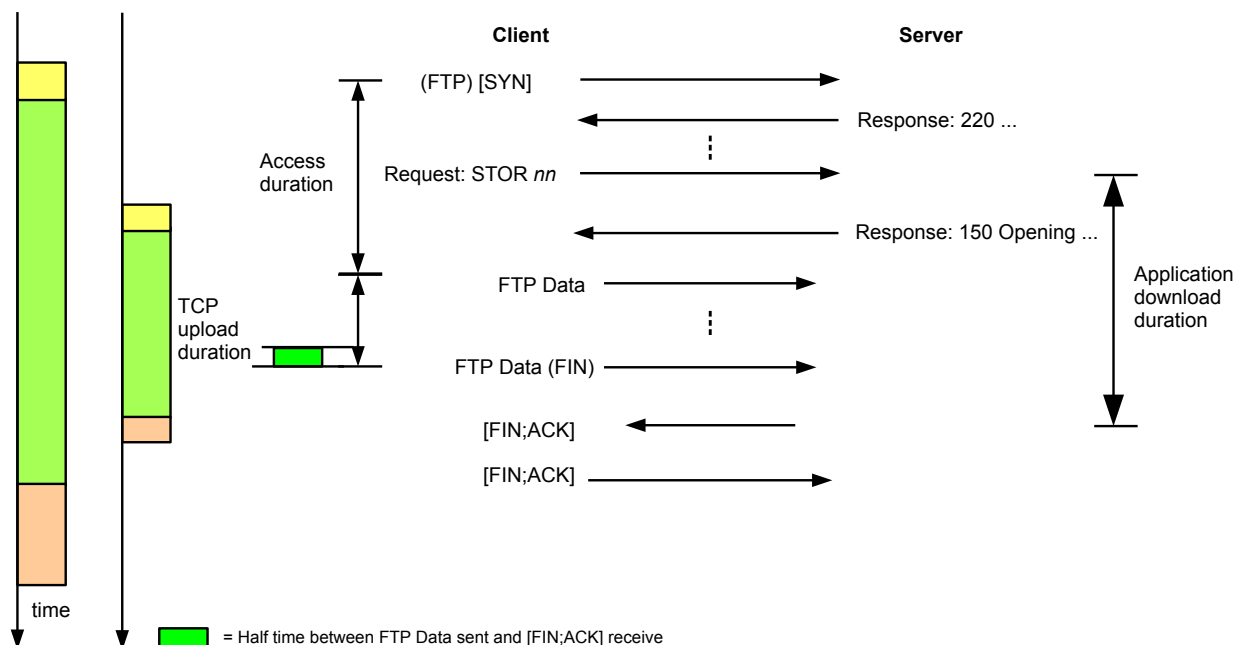 Client
Server
(FTP) [SYN]
Response: 220 ...
Access
duration
Request: STOR nn
Response: 150 Opening ...
FTP Data
TCP
upload
duration
Application
download
duration
FTP Data (FIN)
[FIN;ACK]
[FIN;ACK]
time
= Half time between FTP Data sent and [FIN;ACK] receive